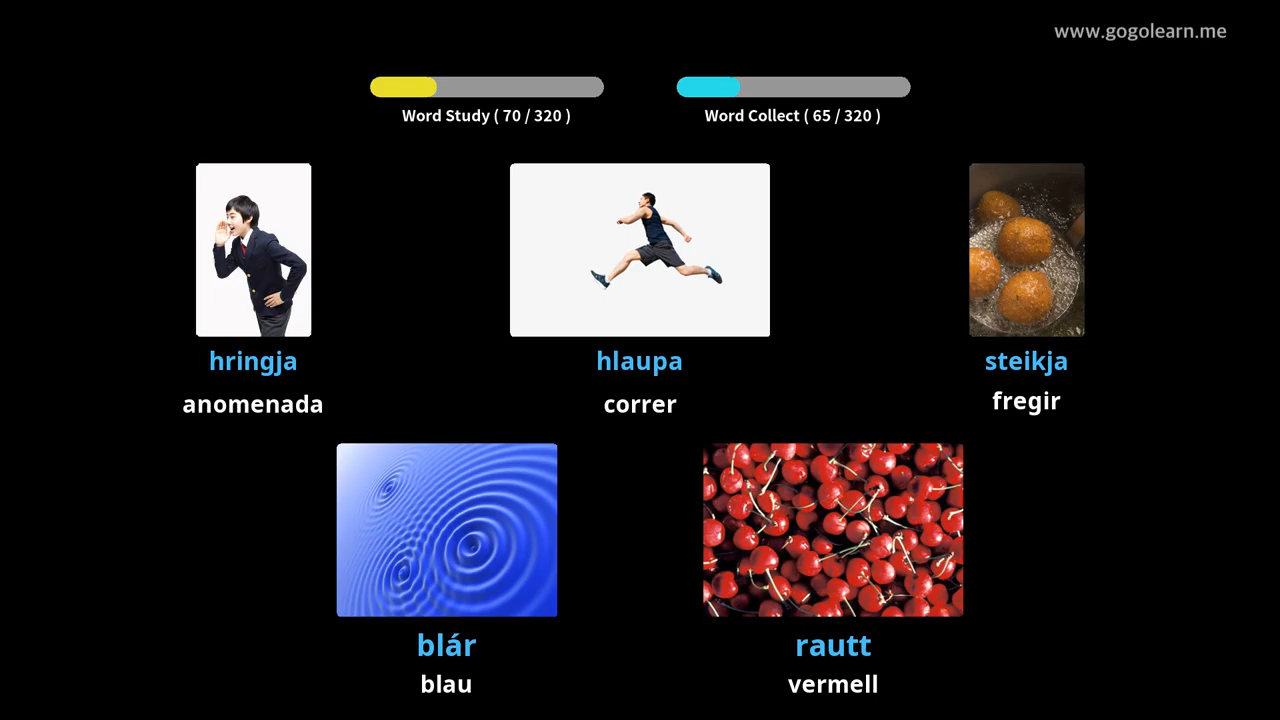 www.gogolearn.me
Word Study ( 70 / 320 )
Word Collect ( 65 / 320 )
hringja
anomenada
hlaupa
correr
steikja
fregir
blár
blau
rautt
vermell